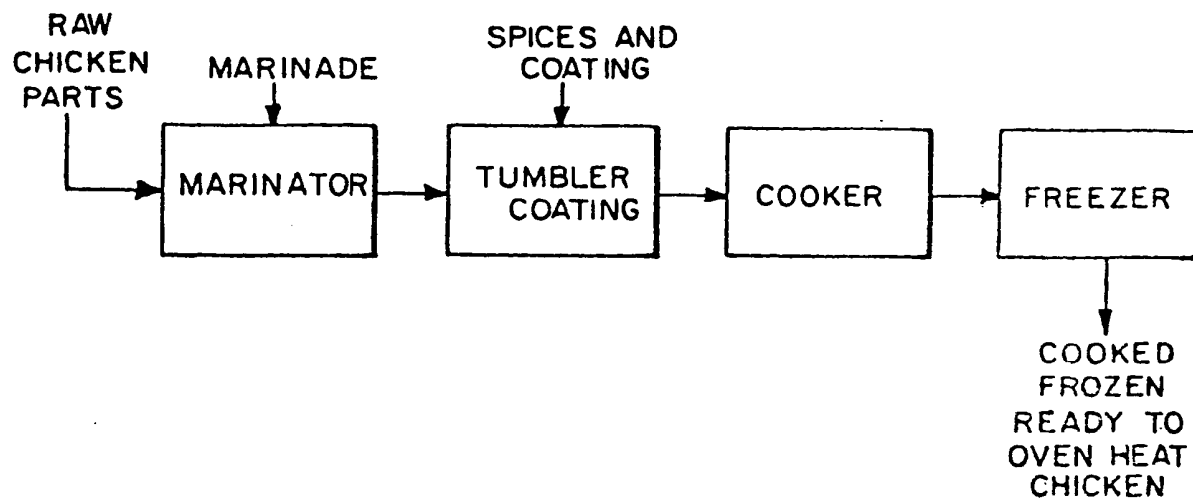 RAW
CHICKEN
PARTS
MARINADE
SPICES AND
COATING
MARINATOR
TUMBLER
COATING
COOKER
FREEZER
COOKED
FROZEN
READY TO
OVEN HEAT
CHICKEN